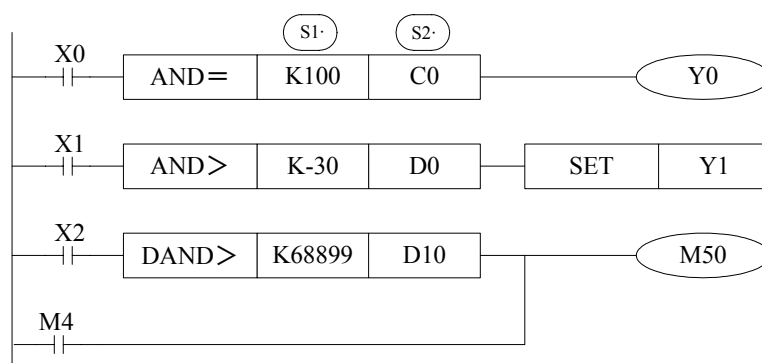 S1· S2·
X0
AND= K100 C0 Y0
X1
AND> K-30 D0 SET Y1
X2
DAND> K68899 D10 M50
M4